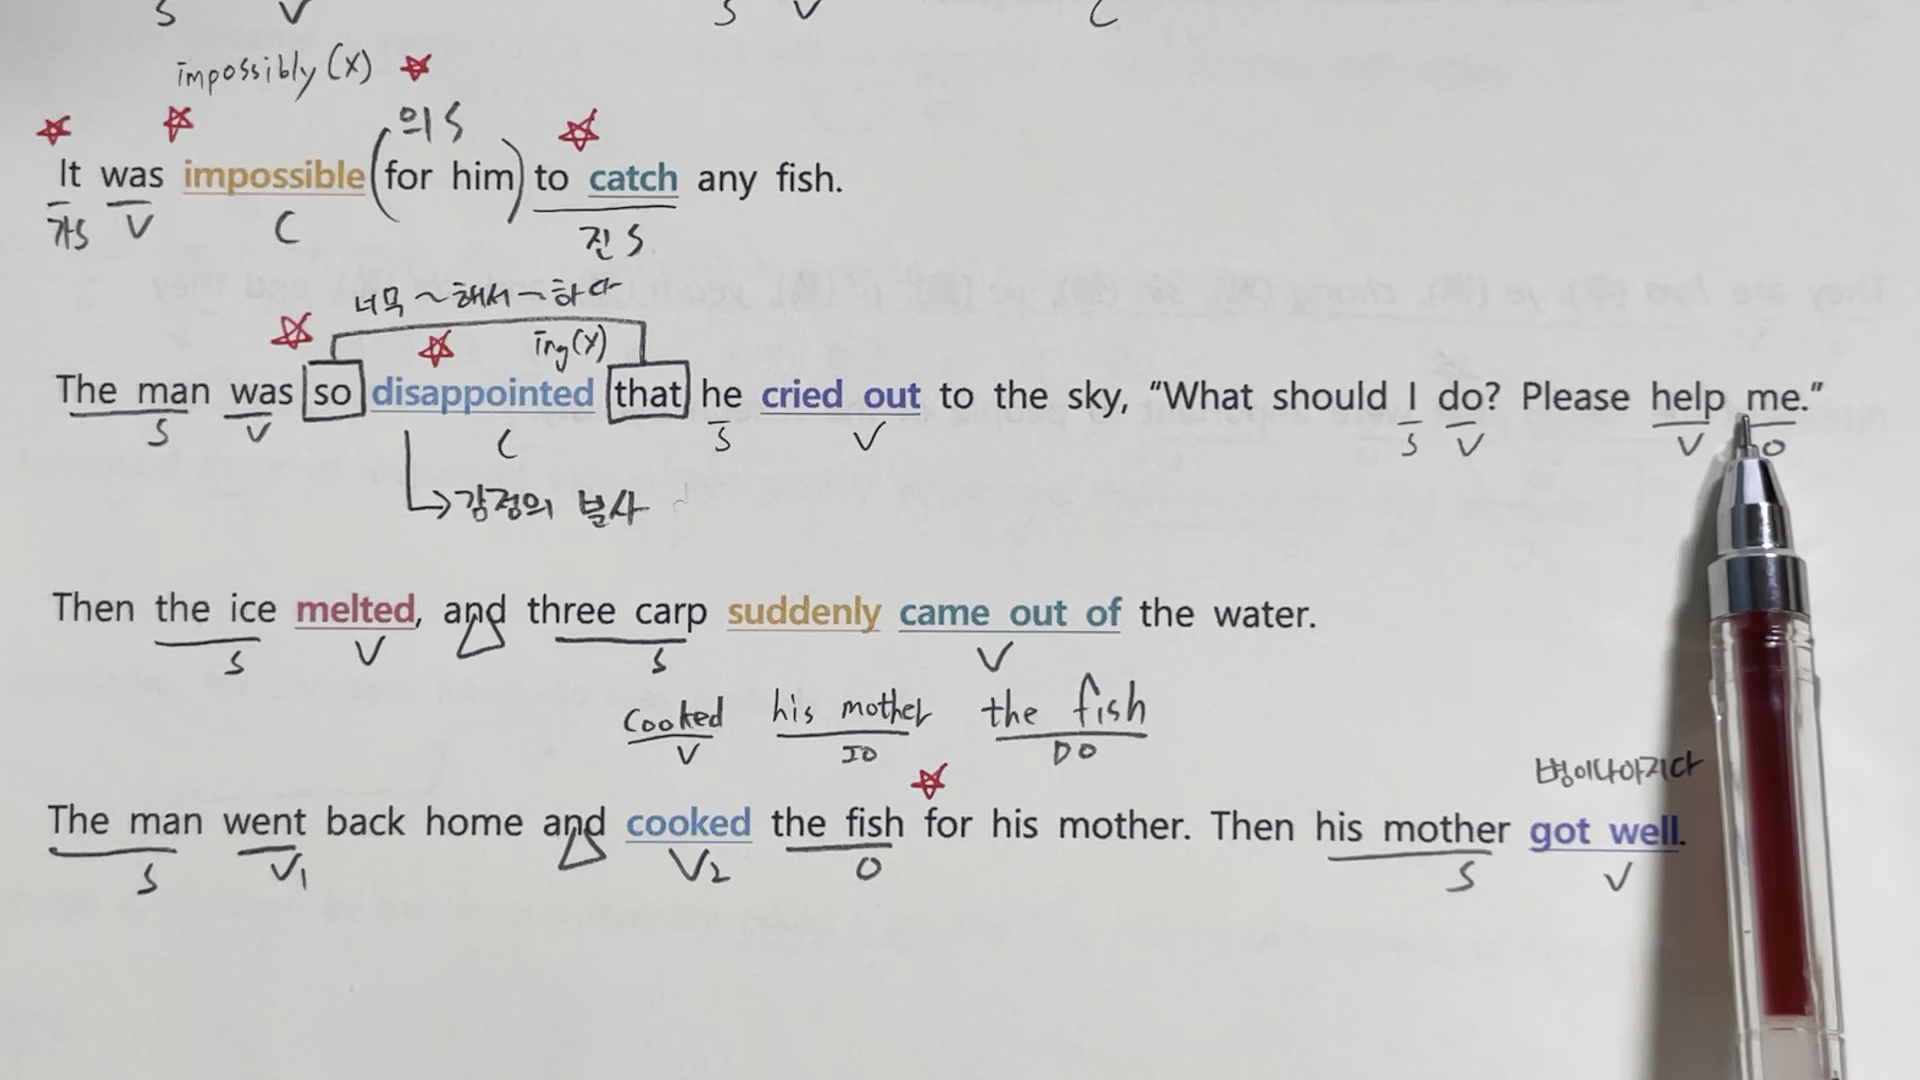 S V S V C
impossibly (X)
의 S
It was impossible (for him) to catch any fish.
가S V C 진 S
너무 ~해서 ~하다
ing(X)
The man was so disappointed that he cried out to the sky, “What should I do? Please help me.”
S V C S V S V V O
감정의 분사
Then the ice melted, and three carp suddenly came out of the water.
S V S V
cooked his mother the fish
V IO DO
병이나아지다
The man went back home and cooked the fish for his mother. Then his mother got well.
S V1 V2 O S V